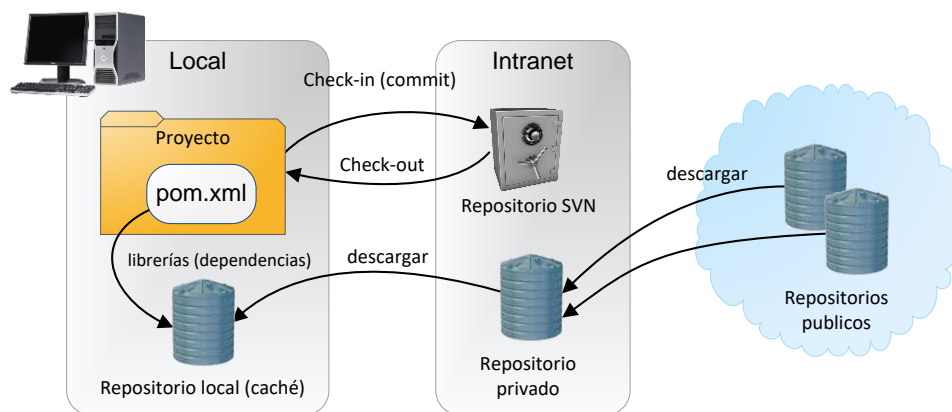 Local
Intranet
Check-in (commit)
Proyecto
Check-out
pom.xml
Repositorio SVN
descargar
librerías (dependencias)
descargar
Repositorios
publicos
Repositorio local (caché)
Repositorio
privado